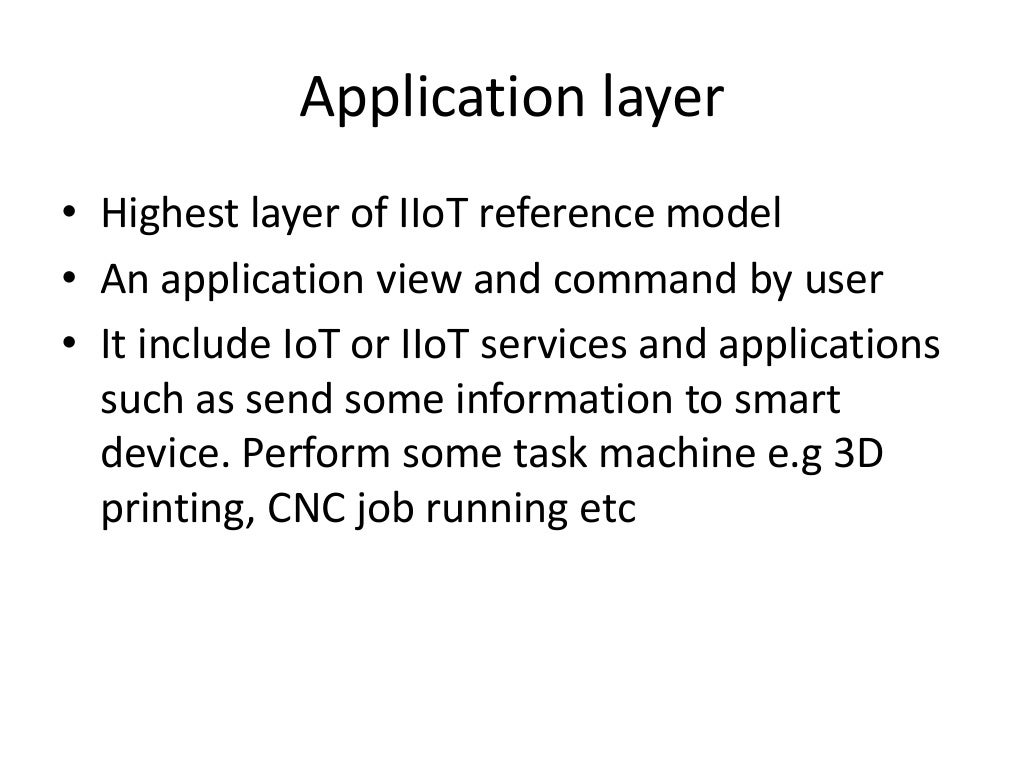 Application layer
• Highest layer of IIoT reference model
• An application view and command by user
• It include IoT or IIoT services and applications
such as send some information to smart
device. Perform some task machine e.g 3D
printing, CNC job running etc